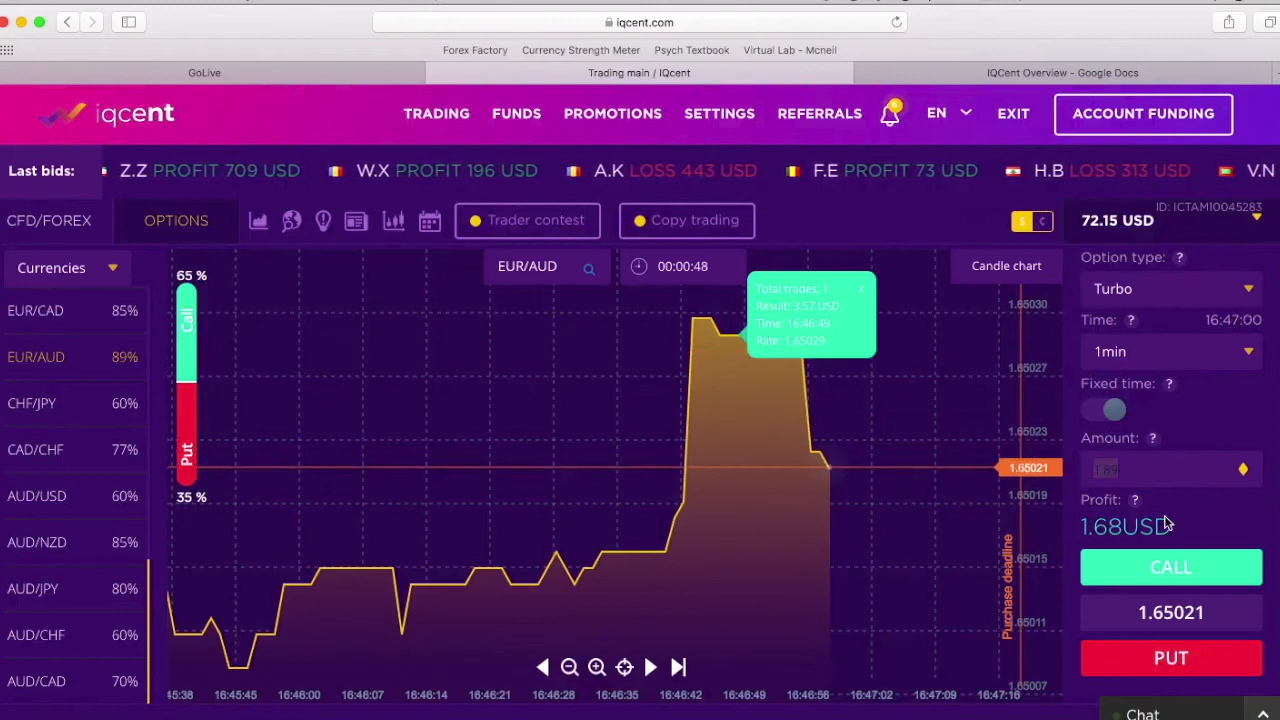 iqcent.com
Forex Factory Currency Strength Meter Psych Textbook Virtual Lab - Mcneil
GoLive Trading main / IQcent IQCent Overview - Google Docs
iqcent TRADING FUNDS PROMOTIONS SETTINGS REFERRALS 6 EN EXIT ACCOUNT FUNDING
Last bids: Z.Z PROFIT 709 USD W.X PROFIT 196 USD A.K LOSS 443 USD F.E PROFIT 73 USD H.B LOSS 313 USD V.N
ID: ICTAM10045283
CFD/FOREX OPTIONS Trader contest Copy trading $ ¢ 72.15 USD
Currencies
EUR/CAD 85%
EUR/AUD 89%
CHF/JPY 60%
CAD/CHF 77%
AUD/USD 60%
AUD/NZD 85%
AUD/JPY 80%
AUD/CHF 60%
AUD/CAD 70%
65 %
Call
Put
35 %
EUR/AUD 00:00:48 Candle chart
Total trades: 1 x
Result: 3.57 USD
Time: 16:46:49
Rate: 1.65029
1.65030
1.65027
1.65023
1.65021
1.65019
1.65015
1.65011
1.65007
Purchase deadline
45:38 16:45:45 16:46:00 16:46:07 16:46:14 16:46:21 16:46:28 16:46:35 16:46:42 16:46:49 16:46:56 16:47:02 16:47:09 16:47:16
Option type: ?
Turbo
Time: ? 16:47:00
1min
Fixed time: ?
Amount: ?
1.89
Profit: ?
1.68USD
CALL
1.65021
PUT
Chat